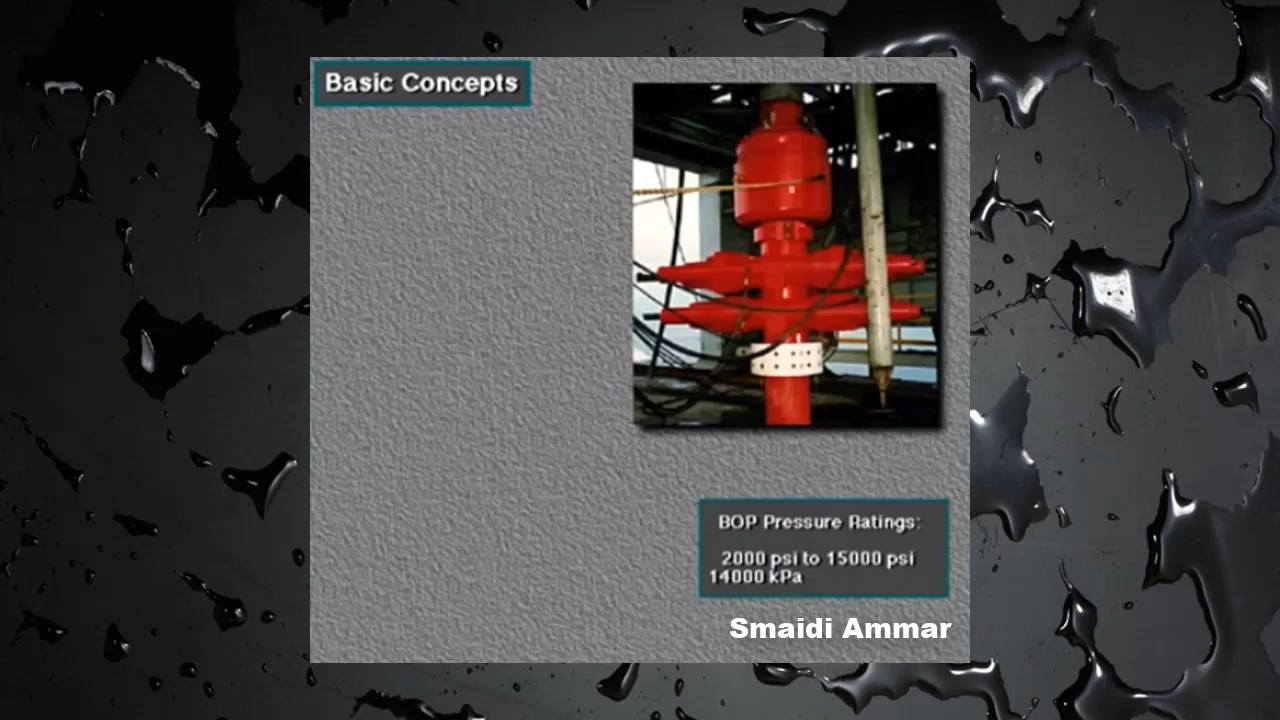 Basic Concepts
BOP Pressure Ratings:
2000 psi to 15000 psi
14000 kPa
Smaidi Ammar